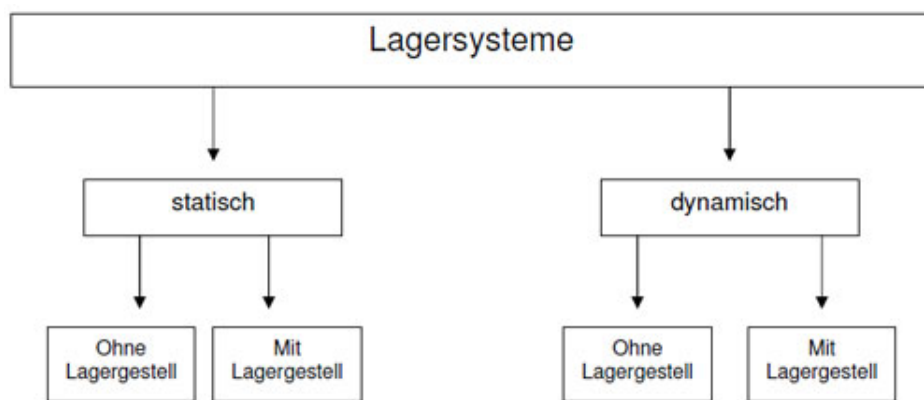 Lagersysteme
statisch
dynamisch
Ohne
Lagergestell
Mit
Lagergestell
Ohne
Lagergestell
Mit
Lagergestell